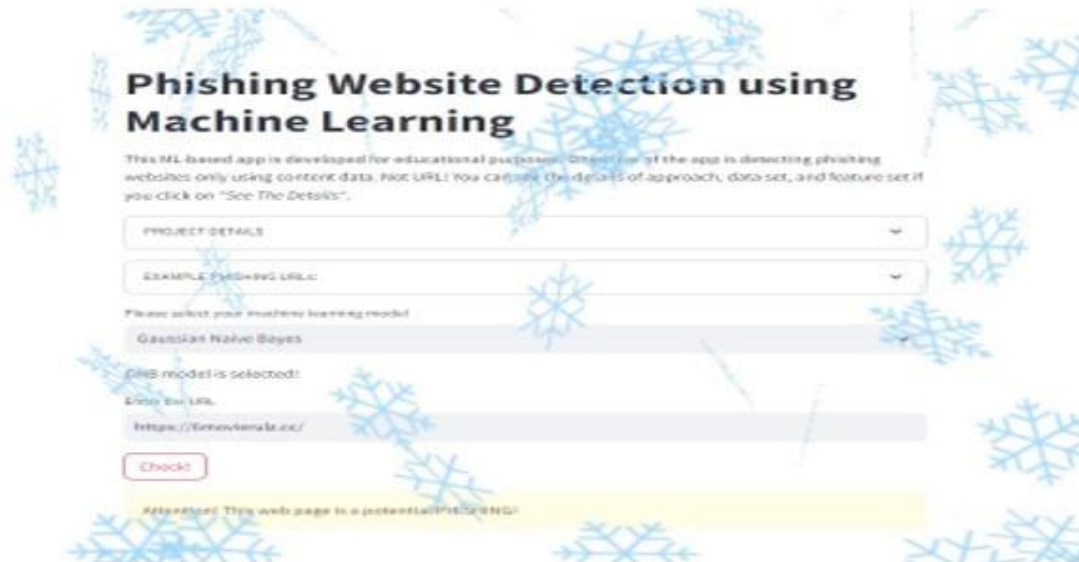 Phishing Website Detection using
Machine Learning
This ML-based app is developed for educational purposes. of the app is detecting phishing
websites only using content data. Not URL! You can see the details of approach, data set, and feature set if
you click on "See The Details".
PROJECT DETAILS
EXAMPLE PHISHING URLs:
Please select your machine learning model
Gaussian Naive Bayes
GNB model is selected!
Enter the URL
Check!
Attention! This web page is a potential PHISHING!